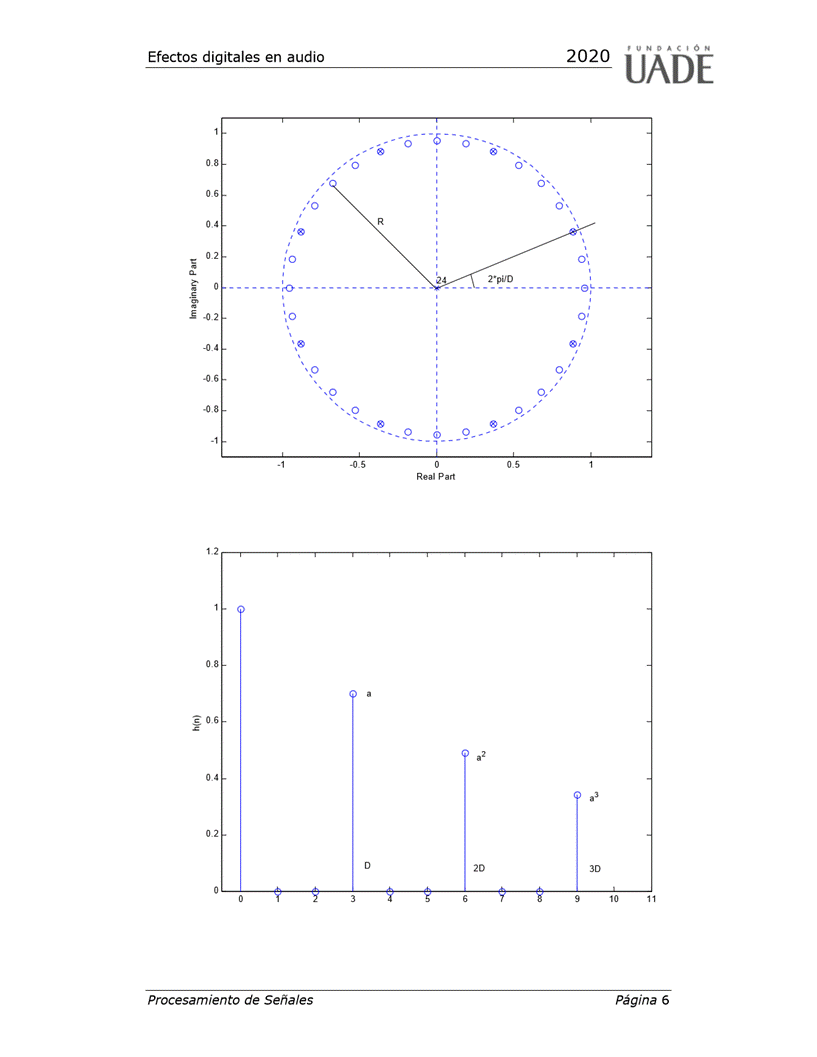 Efectos digitales en audio 2020
FUNDACIÓN
UADE
1
0.8
0.6
0.4
0.2
0
-0.2
-0.4
-0.6
-0.8
-1
Imaginary Part
R
24
2*pi/D
-1 -0.5 0 0.5 1
Real Part
1.2
1
0.8
0.6
0.4
0.2
0
h(n)
a
a²
a³
D
2D
3D
0 1 2 3 4 5 6 7 8 9 10 11
Procesamiento de Señales Página 6